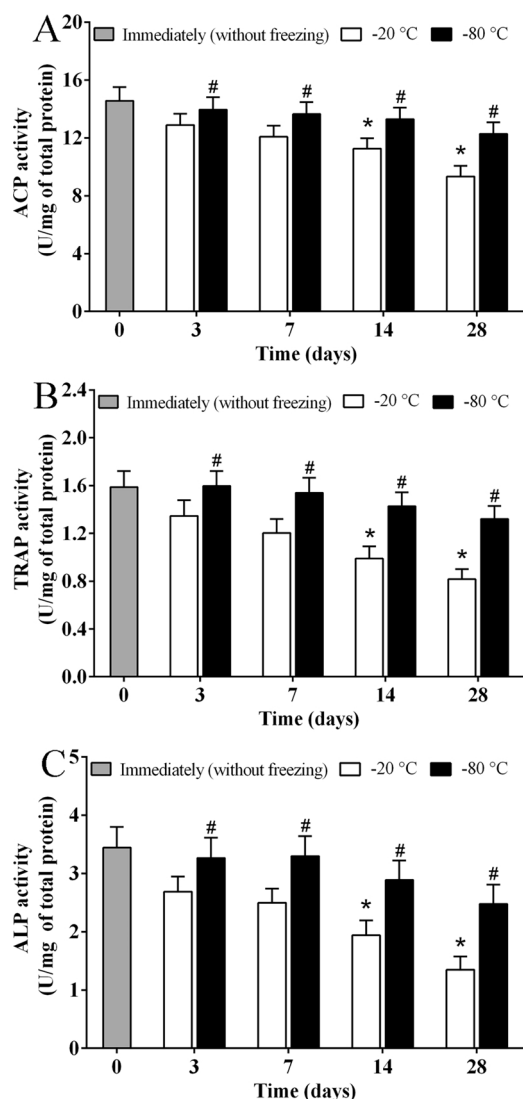 A
Immediately (without freezing) -20 °C -80 °C
ACP activity
(U/mg of total protein)
16
12
8
4
0
# # * # * #
0 3 7 14 28
Time (days)
B
Immediately (without freezing) -20 °C -80 °C
TRAP activity
(U/mg of total protein)
2.4
2.0
1.6
1.2
0.8
0.4
0.0
# # * # * #
0 3 7 14 28
Time (days)
C
Immediately (without freezing) -20 °C -80 °C
ALP activity
(U/mg of total protein)
5
4
3
2
1
0
# # * # * #
0 3 7 14 28
Time (days)